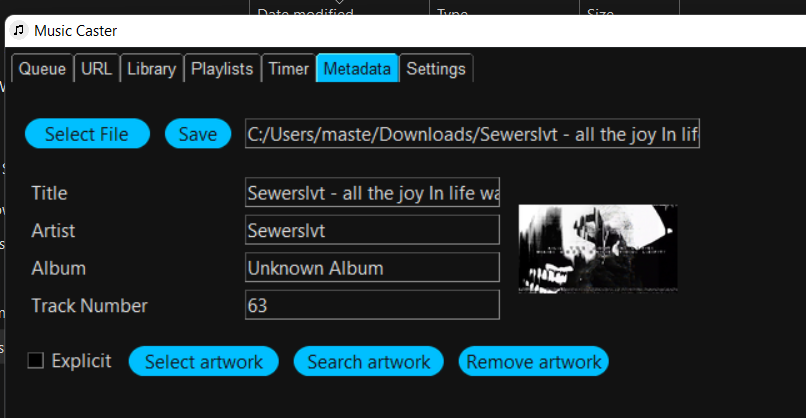 Date modified Type Size
Music Caster
Queue URL Library Playlists Timer Metadata Settings
Select File Save C:/Users/maste/Downloads/Sewerslvt - all the joy In lif
Title Sewerslvt - all the joy In life wa
Artist Sewerslvt
Album Unknown Album
Track Number 63
Explicit Select artwork Search artwork Remove artwork